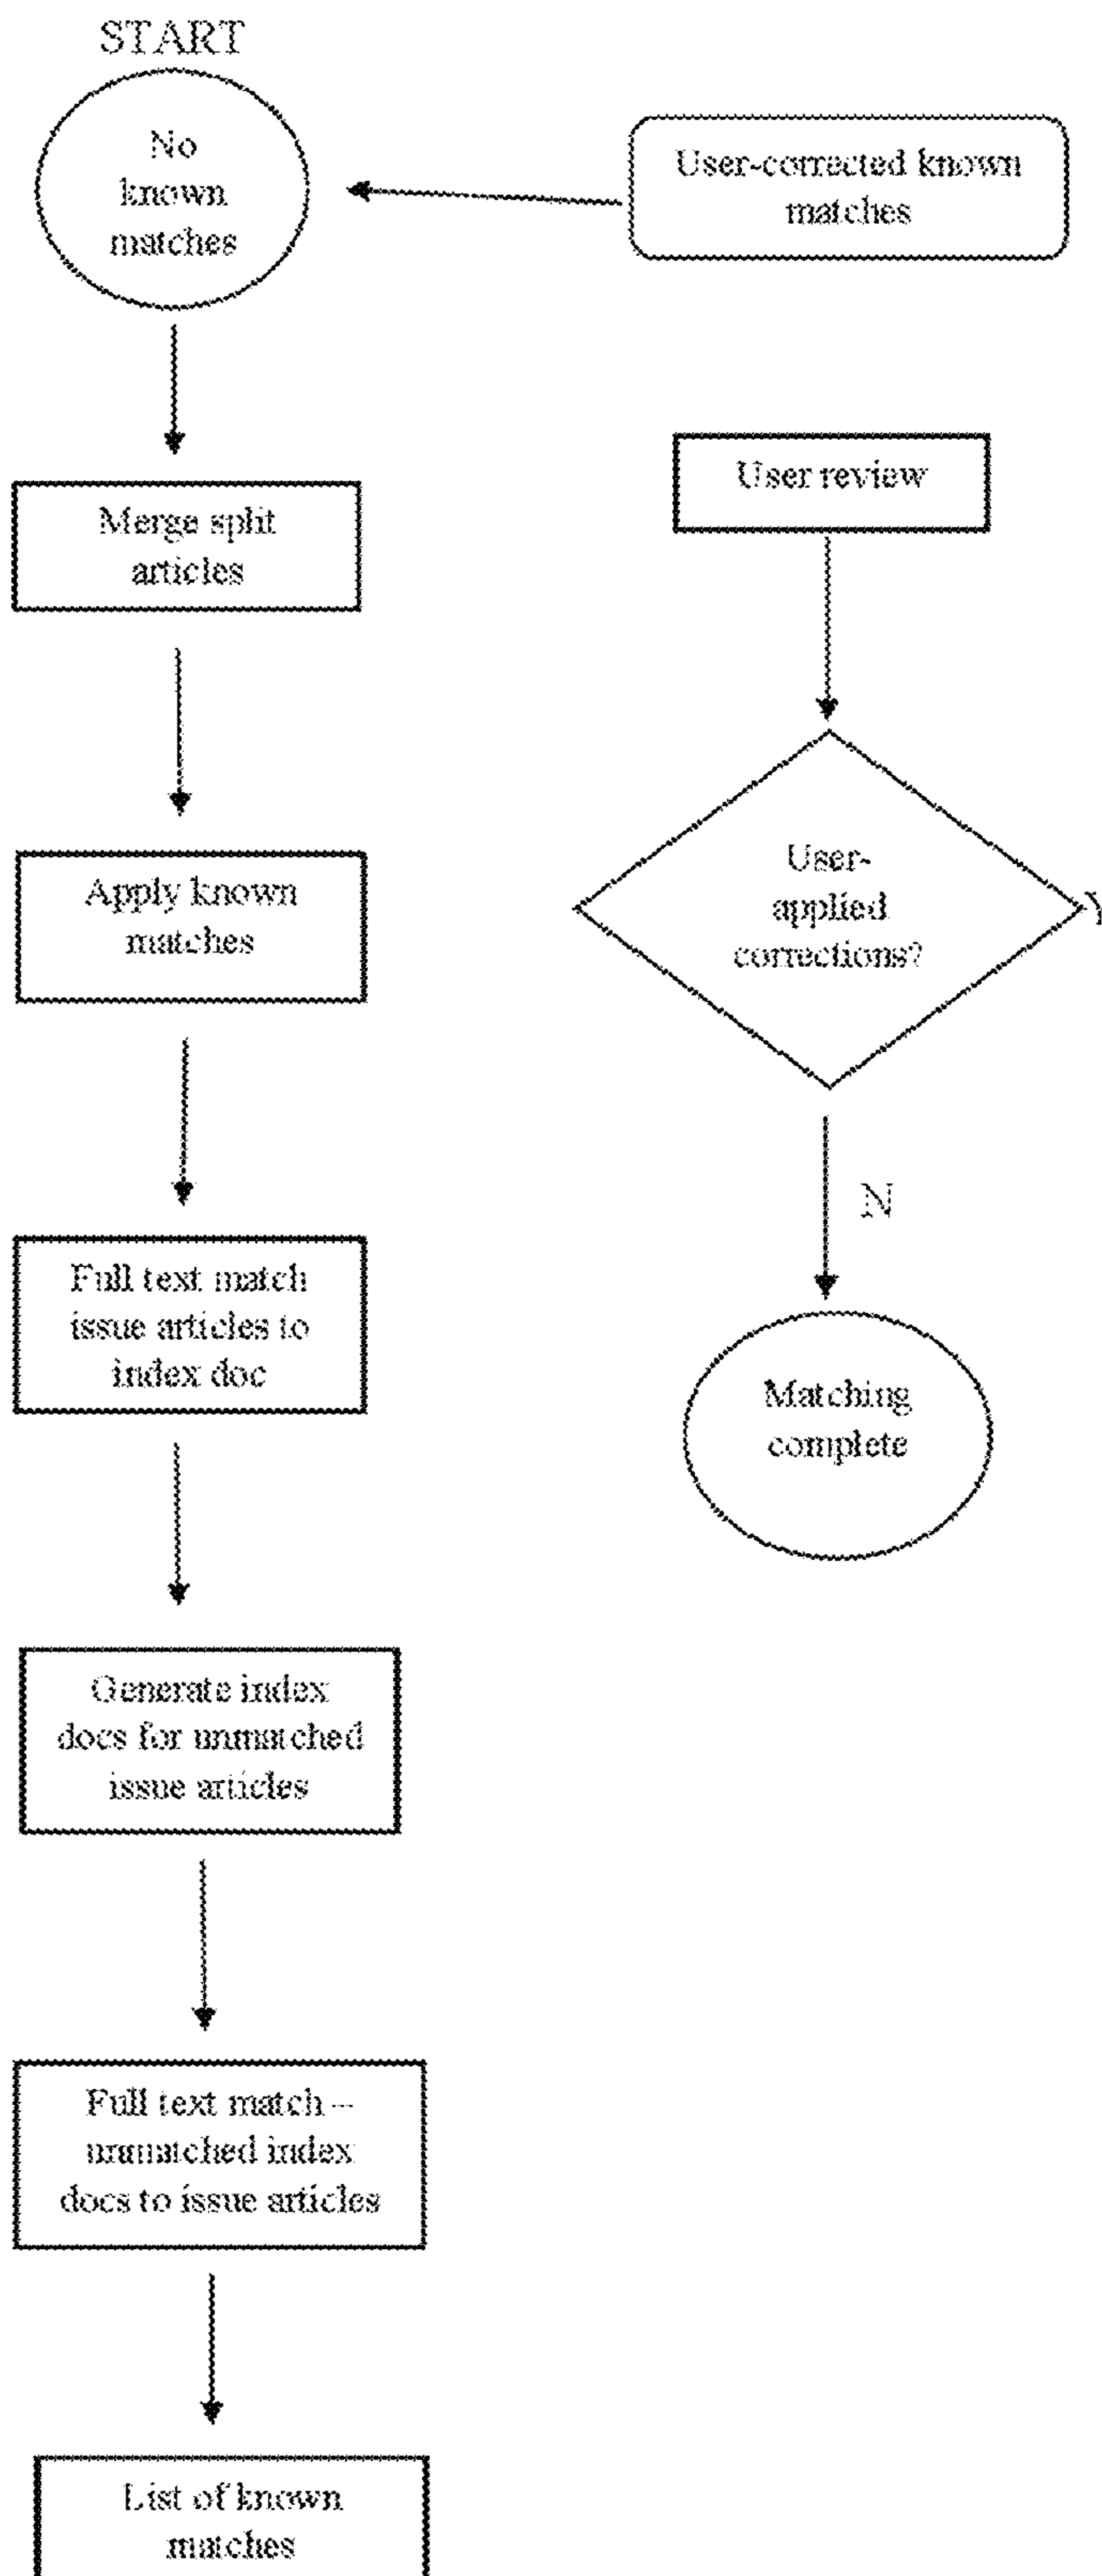 START
No
known
matches
User-corrected known
matches
Merge split
articles
Apply known
matches
Full text match
issue articles to
index doc
Generate index
docs for unmatched
issue articles
Full text match –
unmatched index
docs to issue articles
List of known
matches
User review
User-
applied
corrections?
N
Matching
complete